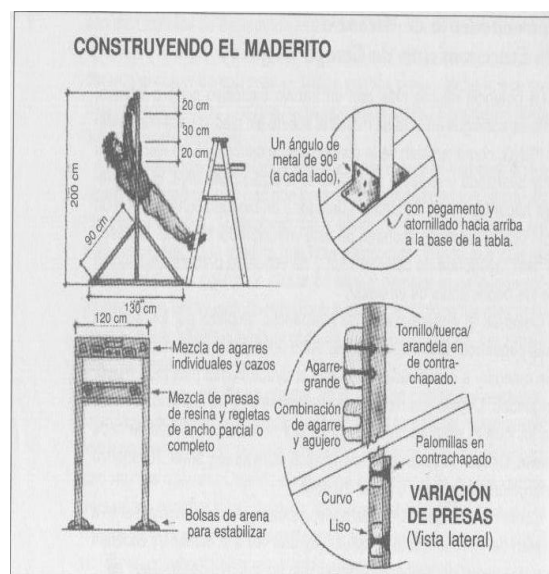 CONSTRUYENDO EL MADERITO
20 cm
30 cm
20 cm
200 cm
90 cm
130 cm
Un ángulo de
metal de 90º
(a cada lado),
con pegamento y
atornillado hacia arriba
a la base de la tabla.
120 cm
Mezcla de agarres
individuales y cazos
Mezcla de presas
de resina y regletas
de ancho parcial o
completo
Bolsas de arena
para estabilizar
Tornillo/tuerca/
arandela en
de contra-
chapado.
Agarre
grande
Combinación
de agarre
y agujero
Palomillas en
contrachapado
Curvo
Liso
VARIACIÓN
DE PRESAS
(Vista lateral)